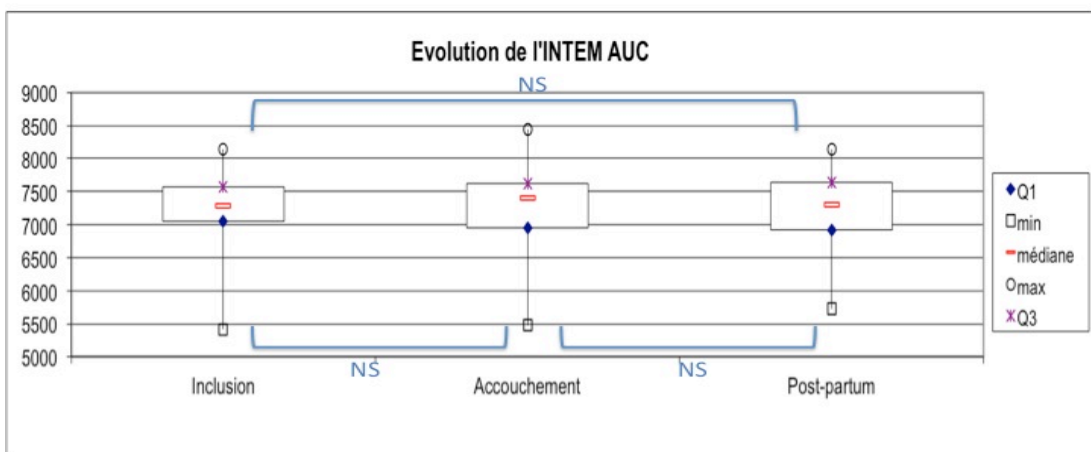 Evolution de l'INTEM AUC
NS
9000
8500
8000
7500
7000
6500
6000
5500
5000
NS
NS
Inclusion
Accouchement
Post-partum
Q1
min
médiane
max
Q3